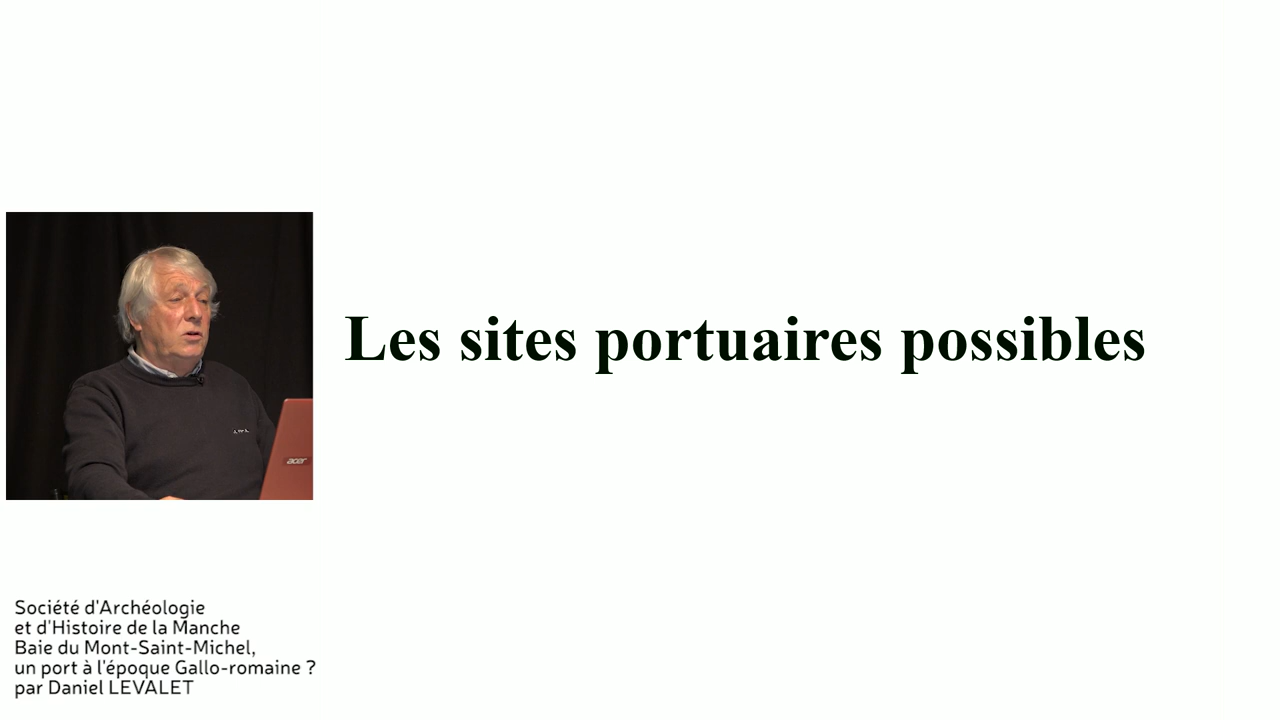 Les sites portuaires possibles
acer
Société d'Archéologie
et d'Histoire de la Manche
Baie du Mont-Saint-Michel,
un port à l'époque Gallo-romaine ?
par Daniel LEVALET